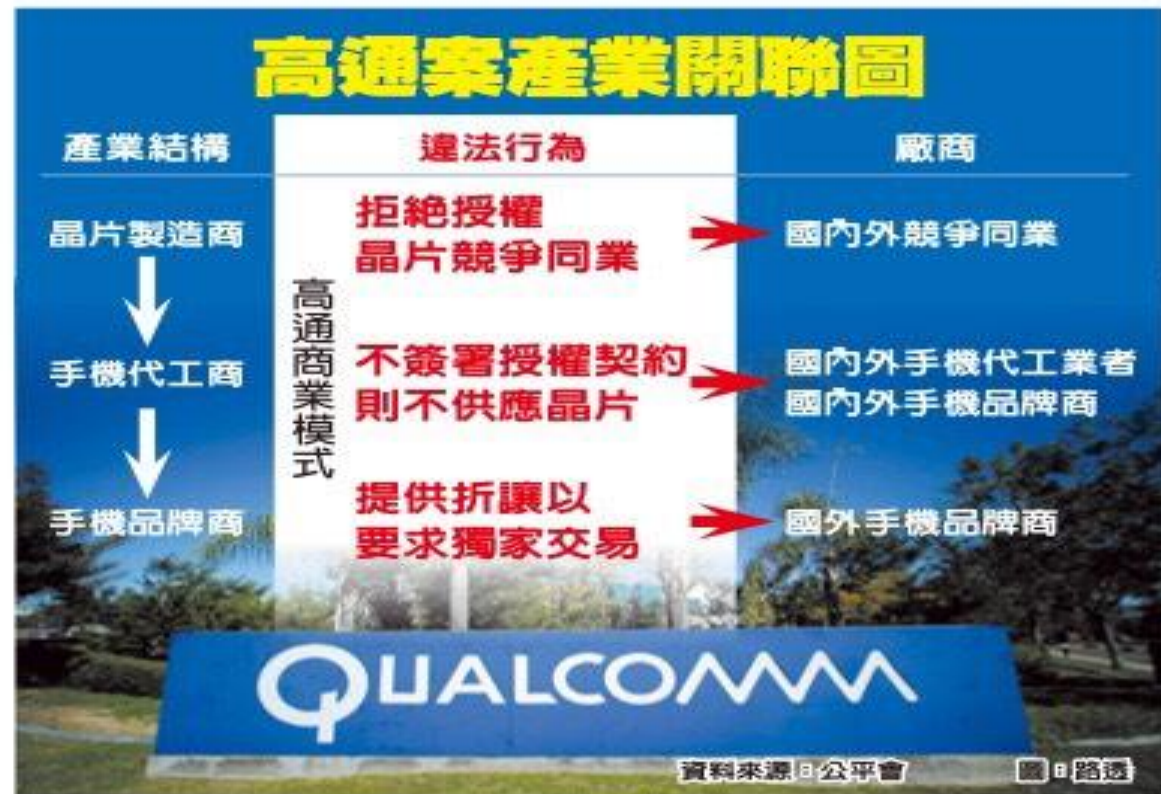 高通案產業關聯圖
產業結構
違法行為
廠商
晶片製造商
拒絕授權
晶片競爭同業
國內外競爭同業
高通商業模式
手機代工商
不簽署授權契約
則不供應晶片
國內外手機代工業者
國內外手機品牌商
手機品牌商
提供折讓以
要求獨家交易
國外手機品牌商
QUALCOMM
資料來源：公平會
圖：路透